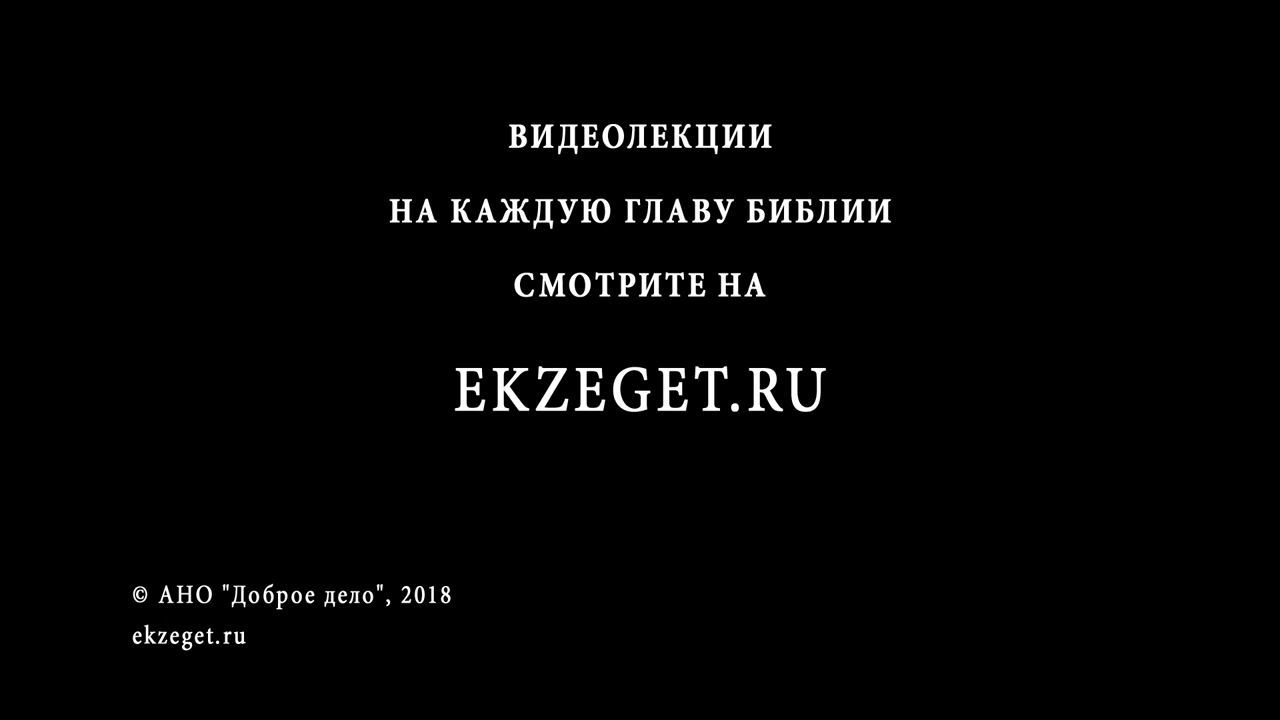 ВИДЕОЛЕКЦИИ
НА КАЖДУЮ ГЛАВУ БИБЛИИ
СМОТРИТЕ НА
EKZEGET.RU
© АНО "Доброе дело", 2018
ekzeget.ru